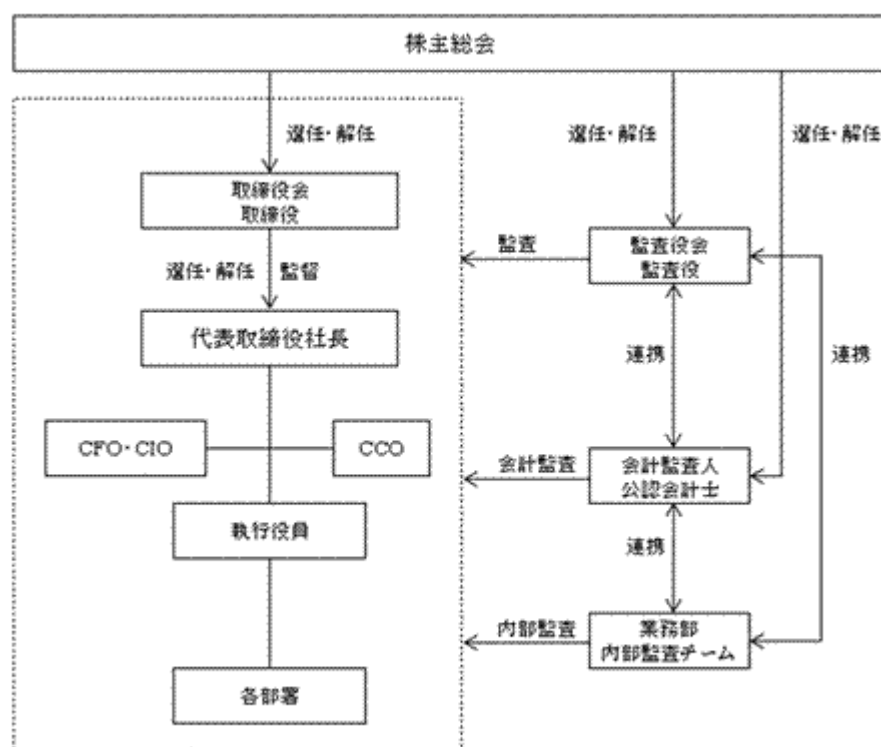 株主総会
選任・解任
選任・解任
選任・解任
取締役会
取締役
監査
監査役会
監査役
選任・解任
監督
代表取締役社長
連携
連携
CFO・CIO
CCO
会計監査
会計監査人
公認会計士
執行役員
連携
内部監査
業務部
内部監査チーム
各部署